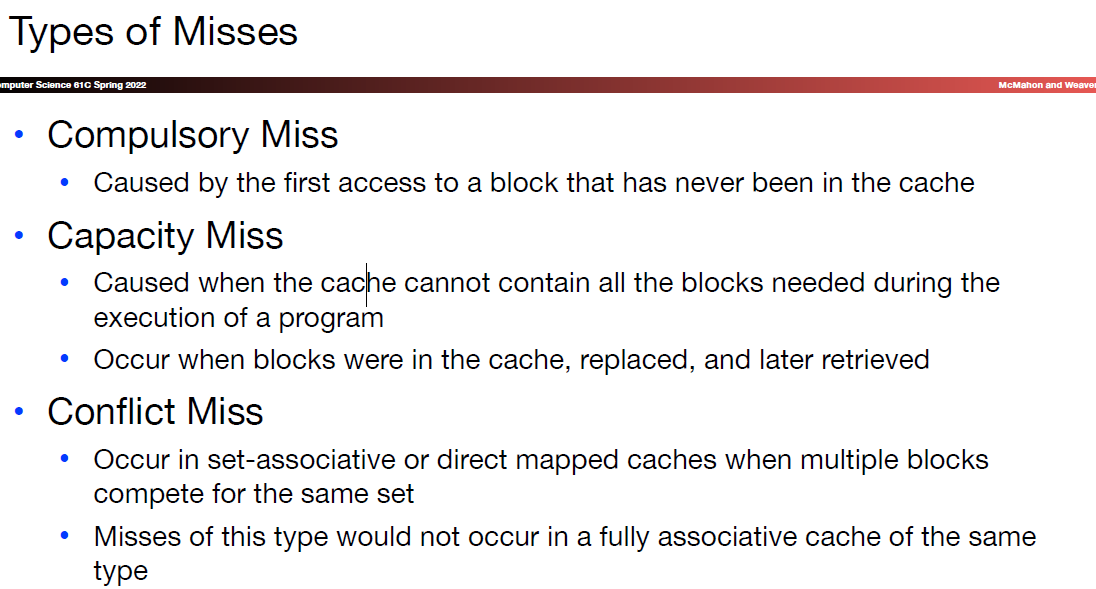 Types of Misses
mputer Science 61C Spring 2022
McMahon and Weaver
• Compulsory Miss
• Caused by the first access to a block that has never been in the cache
• Capacity Miss
• Caused when the cache cannot contain all the blocks needed during the
execution of a program
• Occur when blocks were in the cache, replaced, and later retrieved
• Conflict Miss
• Occur in set-associative or direct mapped caches when multiple blocks
compete for the same set
• Misses of this type would not occur in a fully associative cache of the same
type